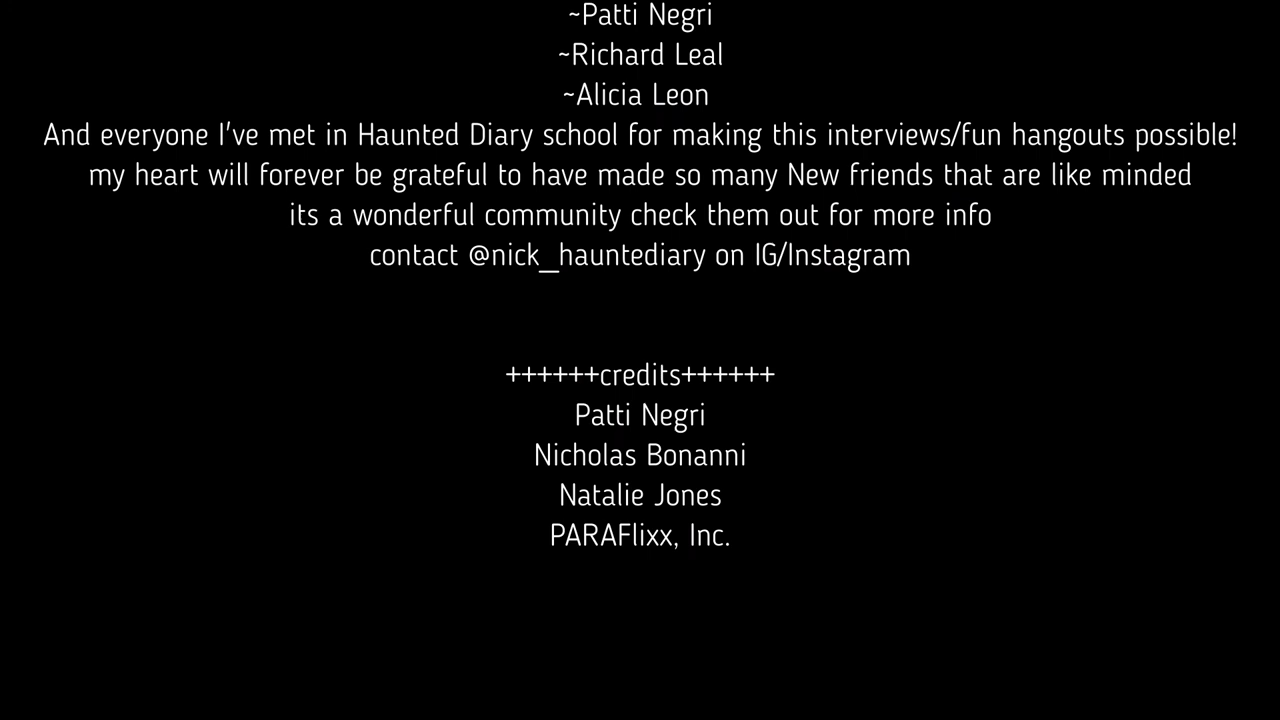 ~Patti Negri
~Richard Leal
~Alicia Leon
And everyone I've met in Haunted Diary school for making this interviews/fun hangouts possible!
my heart will forever be grateful to have made so many New friends that are like minded
its a wonderful community check them out for more info
contact @nick_hauntediary on IG/Instagram
++++++credits++++++
Patti Negri
Nicholas Bonanni
Natalie Jones
PARAFlixx, Inc.